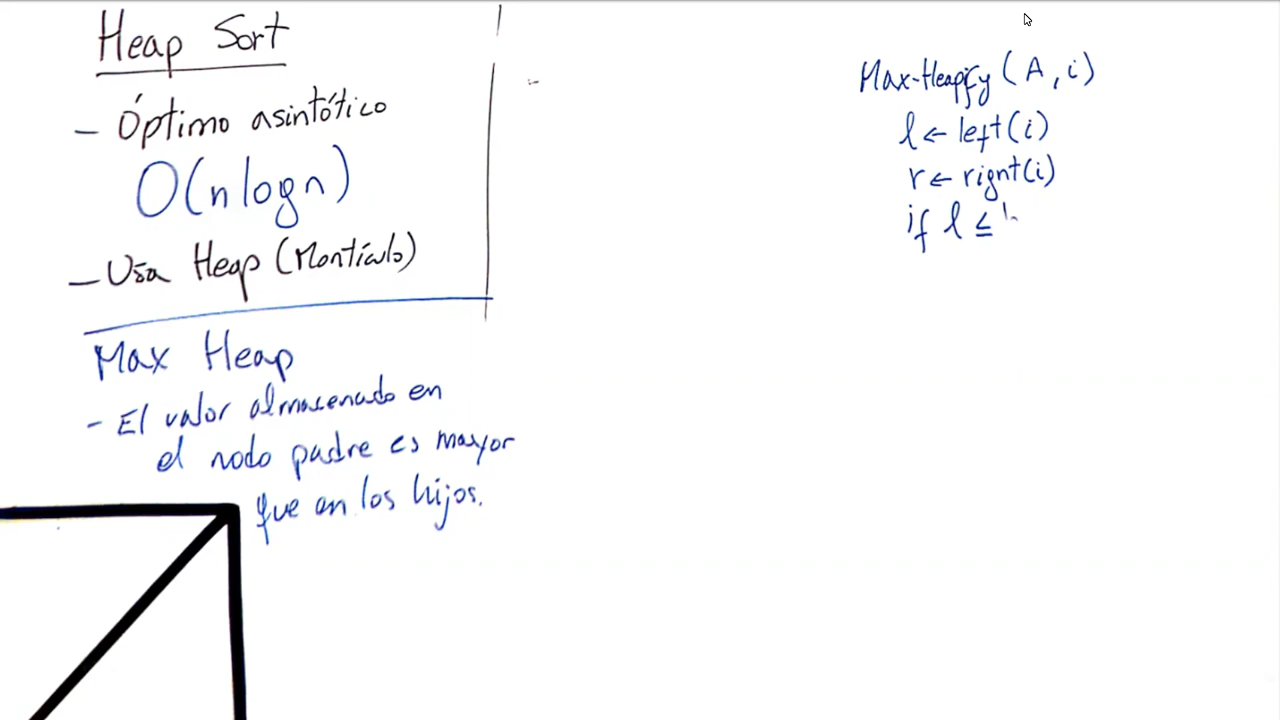 Heap Sort
- Óptimo asintótico
O(n log n)
- Usa Heap (Montículo)
Max Heap
- El valor almacenado en
el nodo padre es mayor
que en los hijos.
Max-Heapify (A, i)
l ← left(i)
r ← right(i)
if l ≤